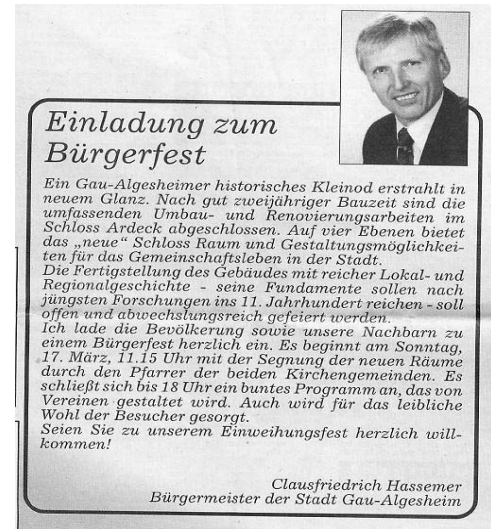 Einladung zum
Bürgerfest
Ein Gau-Algesheimer historisches Kleinod erstrahlt in
neuem Glanz. Nach gut zweijähriger Bauzeit sind die
umfassenden Umbau- und Renovierungsarbeiten im
Schloss Ardeck abgeschlossen. Auf vier Ebenen bietet
das „neue“ Schloss Raum und Gestaltungsmöglichkei-
ten für das Gemeinschaftsleben in der Stadt.
Die Fertigstellung des Gebäudes mit reicher Lokal- und
Regionalgeschichte - seine Fundamente sollen nach
jüngsten Forschungen ins 11. Jahrhundert reichen - soll
offen und abwechslungsreich gefeiert werden.
Ich lade die Bevölkerung sowie unsere Nachbarn zu
einem Bürgerfest herzlich ein. Es beginnt am Sonntag,
17. März, 11.15 Uhr mit der Segnung der neuen Räume
durch den Pfarrer der beiden Kirchengemeinden. Es
schließt sich bis 18 Uhr ein buntes Programm an, das von
Vereinen gestaltet wird. Auch wird für das leibliche
Wohl der Besucher gesorgt.
Seien Sie zu unserem Einweihungsfest herzlich will-
kommen!
Clausfriedrich Hassemer
Bürgermeister der Stadt Gau-Algesheim